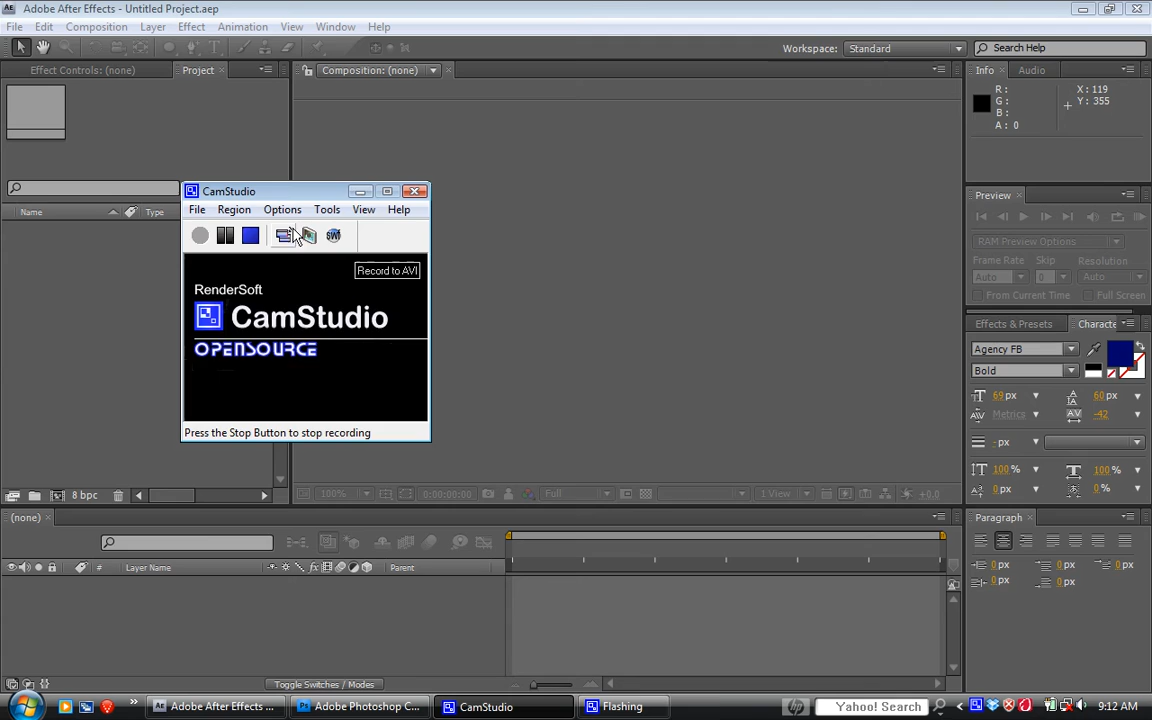 Adobe After Effects - Untitled Project.aep
File Edit Composition Layer Effect Animation View Window Help
Workspace: Standard Search Help
Effect Controls: (none) Project Composition: (none) Info Audio
R: X: 119
G: Y: 355
B:
A: 0
Name Type
CamStudio
File Region Options Tools View Help
Record to AVI
RenderSoft
CamStudio
OPENSOURCE
Press the Stop Button to stop recording
Preview
RAM Preview Options
Frame Rate Skip Resolution
Auto 0 Auto
From Current Time Full Screen
Effects & Presets Characte
Agency FB
Bold
69 px 60 px
Metrics -42
- px
100 % 100 %
0 px 0 %
8 bpc 100% 0:00:00:00 Full 1 View +0.0
(none) Paragraph
# Layer Name Parent
0 px 0 px 0 px
0 px 0 px
Toggle Switches / Modes
Adobe After Effects ... Adobe Photoshop C... CamStudio Flashing Yahoo! Search 9:12 AM